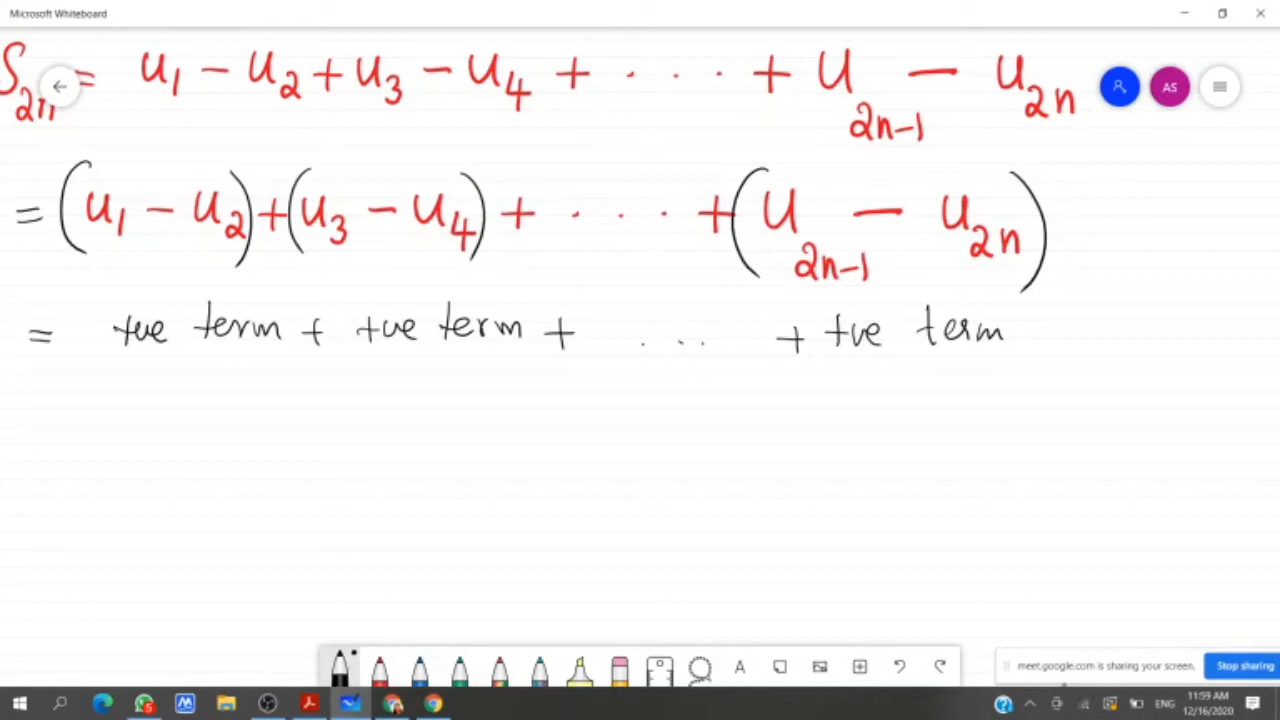 Microsoft Whiteboard
S₂ₙ = u₁ − u₂ + u₃ − u₄ + · · · · + u₂ₙ₋₁ − u₂ₙ
AS
= (u₁ − u₂) + (u₃ − u₄) + · · · · + (u₂ₙ₋₁ − u₂ₙ)
= +ve term + +ve term + . . . . + +ve term
meet.google.com is sharing your screen.
Stop sharing
ENG
11:59 AM
12/16/2020